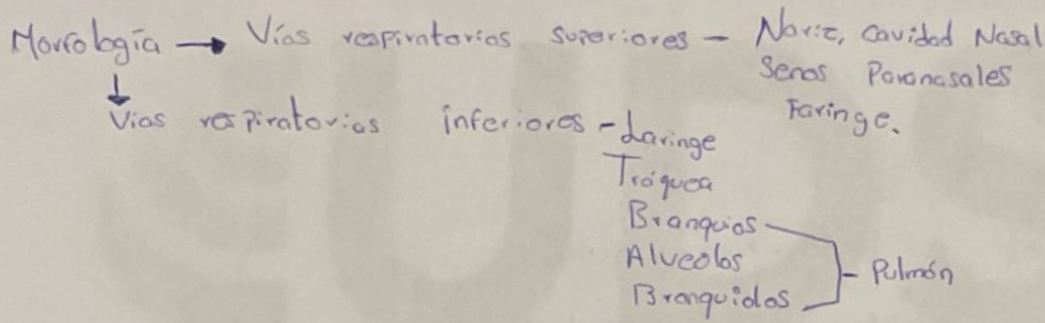 Morfología → Vías respiratorias superiores – Nariz, Cavidad Nasal
Senos Paranasales
Faringe.
↓
Vías respiratorias inferiores – Laringe
Tráquea
Branquios
Alveolos
Branquiolos
Pulmón